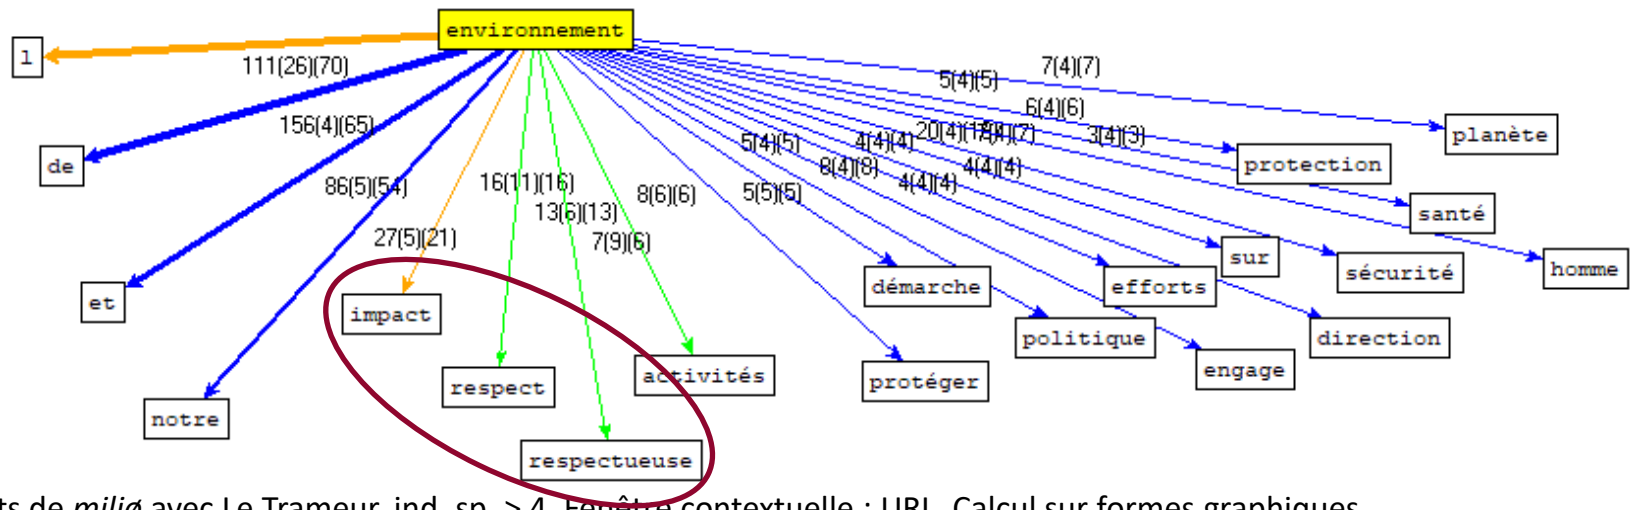 environnement
l
111(26)(70)
7(4)(7)
5(4)(5)
6(4)(6)
156(4)(65)
3(4)(3)
planète
5(4)(5)
4(4)(4)
de
8(4)(8)
4(4)(4)
protection
86(5)(54)
16(11)(16)
4(4)(4)
8(6)(6)
5(5)(5)
13(6)(13)
santé
27(5)(21)
7(9)(6)
sur
sécurité
homme
démarche
efforts
et
impact
politique
direction
respect
activités
protéger
engage
notre
respectueuse
ts de miljø avec Le Trameur, ind. sp. > 4, Fenêtre contextuelle : URL. Calcul sur formes graphiques